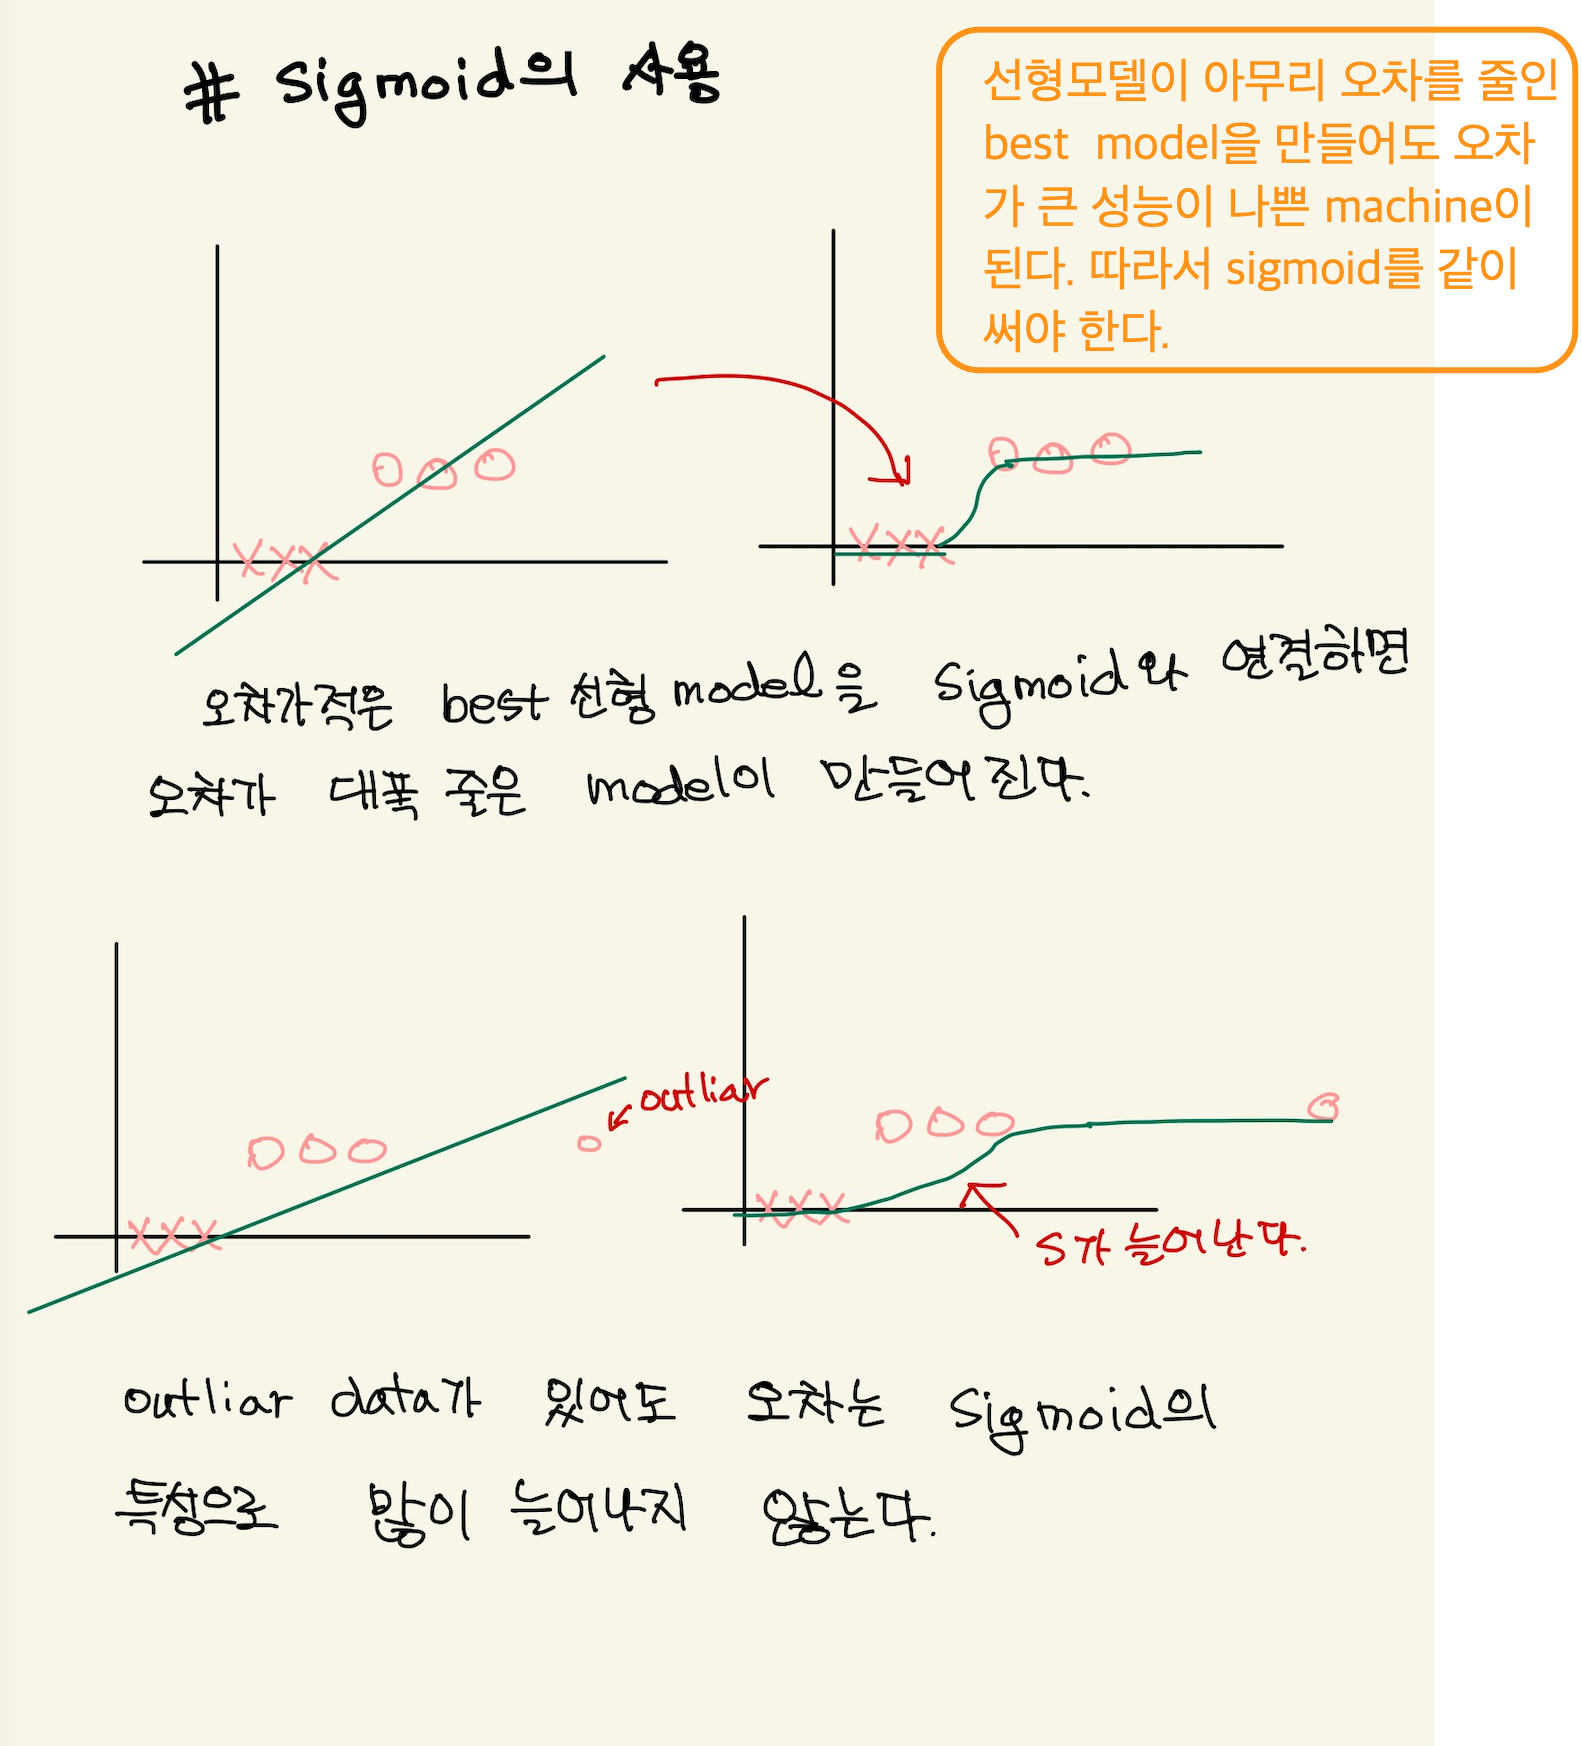 # Sigmoid의 사용
선형모델이 아무리 오차를 줄인
best model을 만들어도 오차
가 큰 성능이 나쁜 machine이
된다. 따라서 sigmoid를 같이
써야 한다.
오차가적은 best 선형 model을 Sigmoid와 연결하면
오차가 대폭 줄은 model이 만들어진다.
outliar
S가 늘어난다.
outliar data가 있어도 오차는 Sigmoid의
특성으로 많이 늘어나지 않는다.